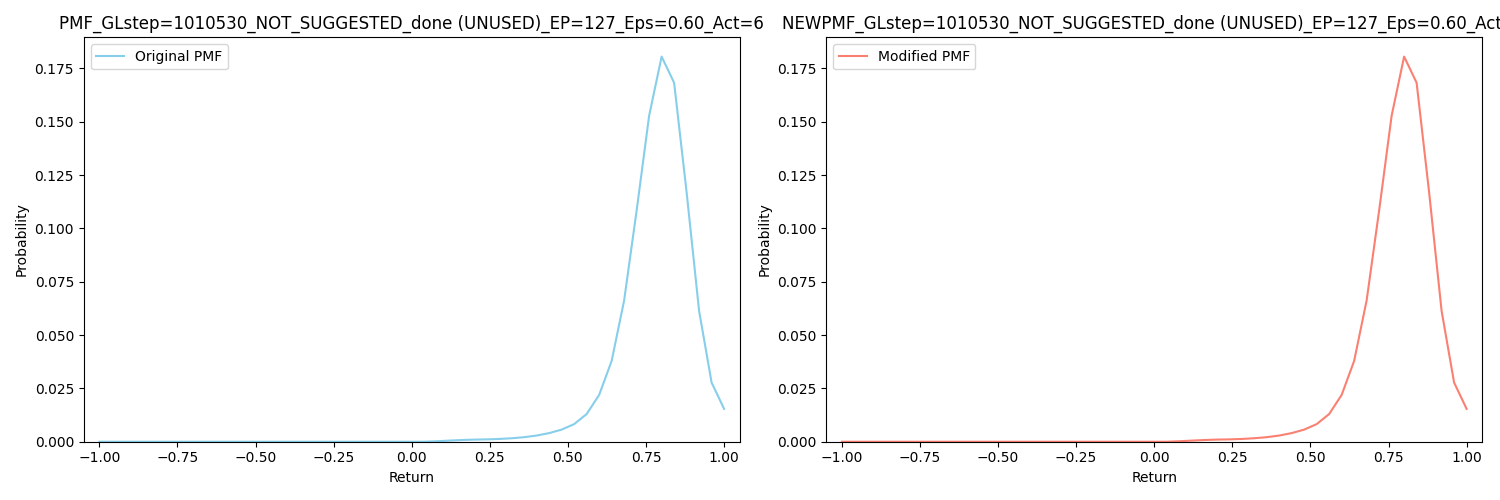 PMF_GLstep=1010530_NOT_SUGGESTED_done (UNUSED)_EP=127_Eps=0.60_Act=6
Original PMF
0.175
0.150
0.125
0.100
0.075
0.050
0.025
0.000
Probability
−1.00 −0.75 −0.50 −0.25 0.00 0.25 0.50 0.75 1.00
Return
NEWPMF_GLstep=1010530_NOT_SUGGESTED_done (UNUSED)_EP=127_Eps=0.60_Act
Modified PMF
0.175
0.150
0.125
0.100
0.075
0.050
0.025
0.000
Probability
−1.00 −0.75 −0.50 −0.25 0.00 0.25 0.50 0.75 1.00
Return